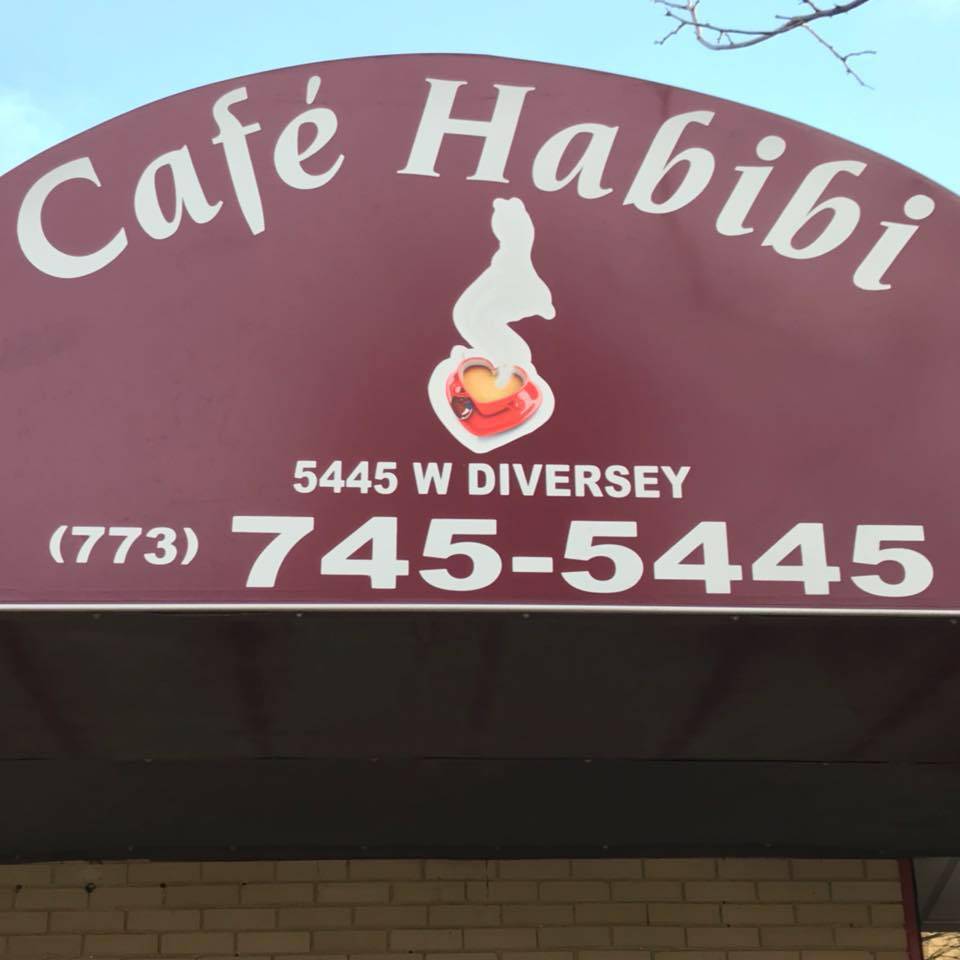 Café Habibi
5445 W DIVERSEY
(773) 745-5445